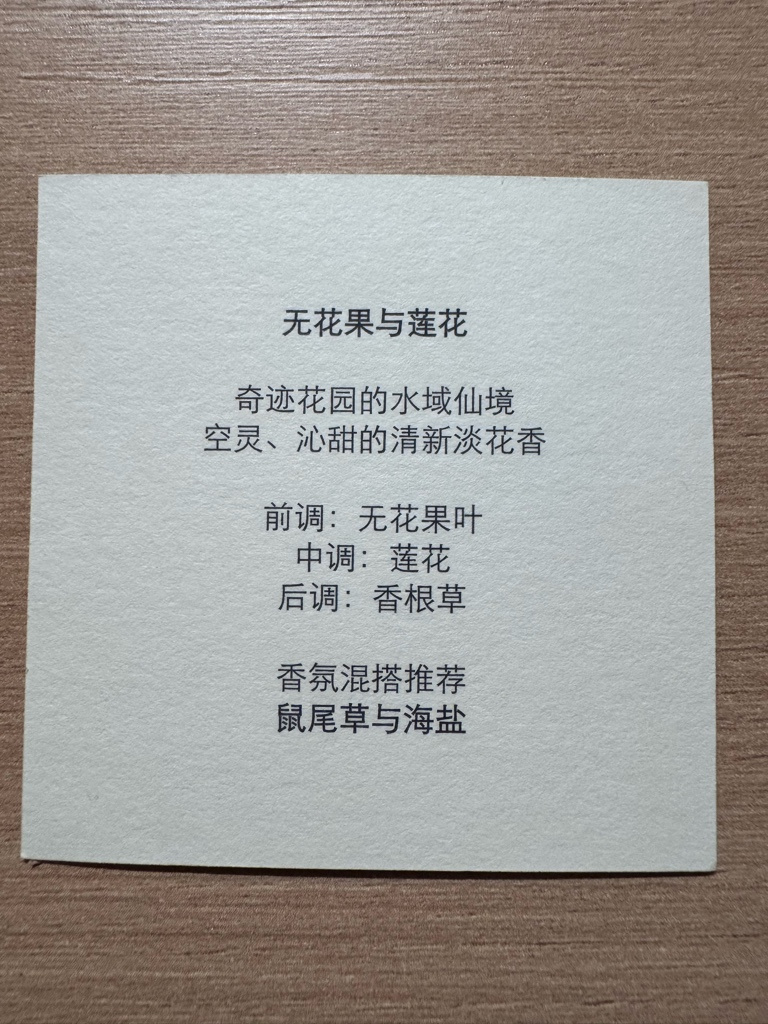 无花果与莲花
奇迹花园的水域仙境
空灵、沁甜的清新淡花香
前调：无花果叶
中调：莲花
后调：香根草
香氛混搭推荐
鼠尾草与海盐